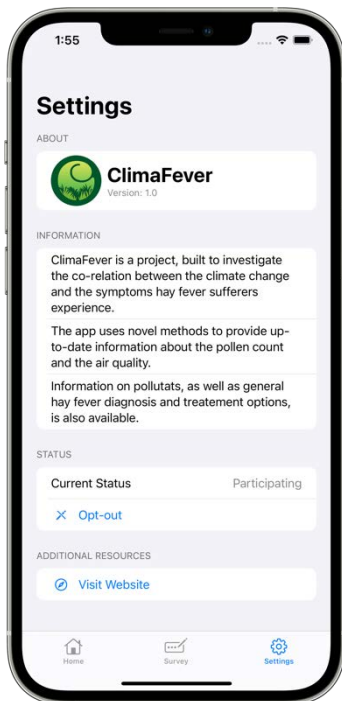 1:55
Settings
ABOUT
ClimaFever
Version: 1.0
INFORMATION
ClimaFever is a project, built to investigate
the co-relation between the climate change
and the symptoms hay fever sufferers
experience.
The app uses novel methods to provide up-
to-date information about the pollen count
and the air quality.
Information on pollutats, as well as general
hay fever diagnosis and treatement options,
is also available.
STATUS
Current Status Participating
Opt-out
ADDITIONAL RESOURCES
Visit Website
Home Survey Settings